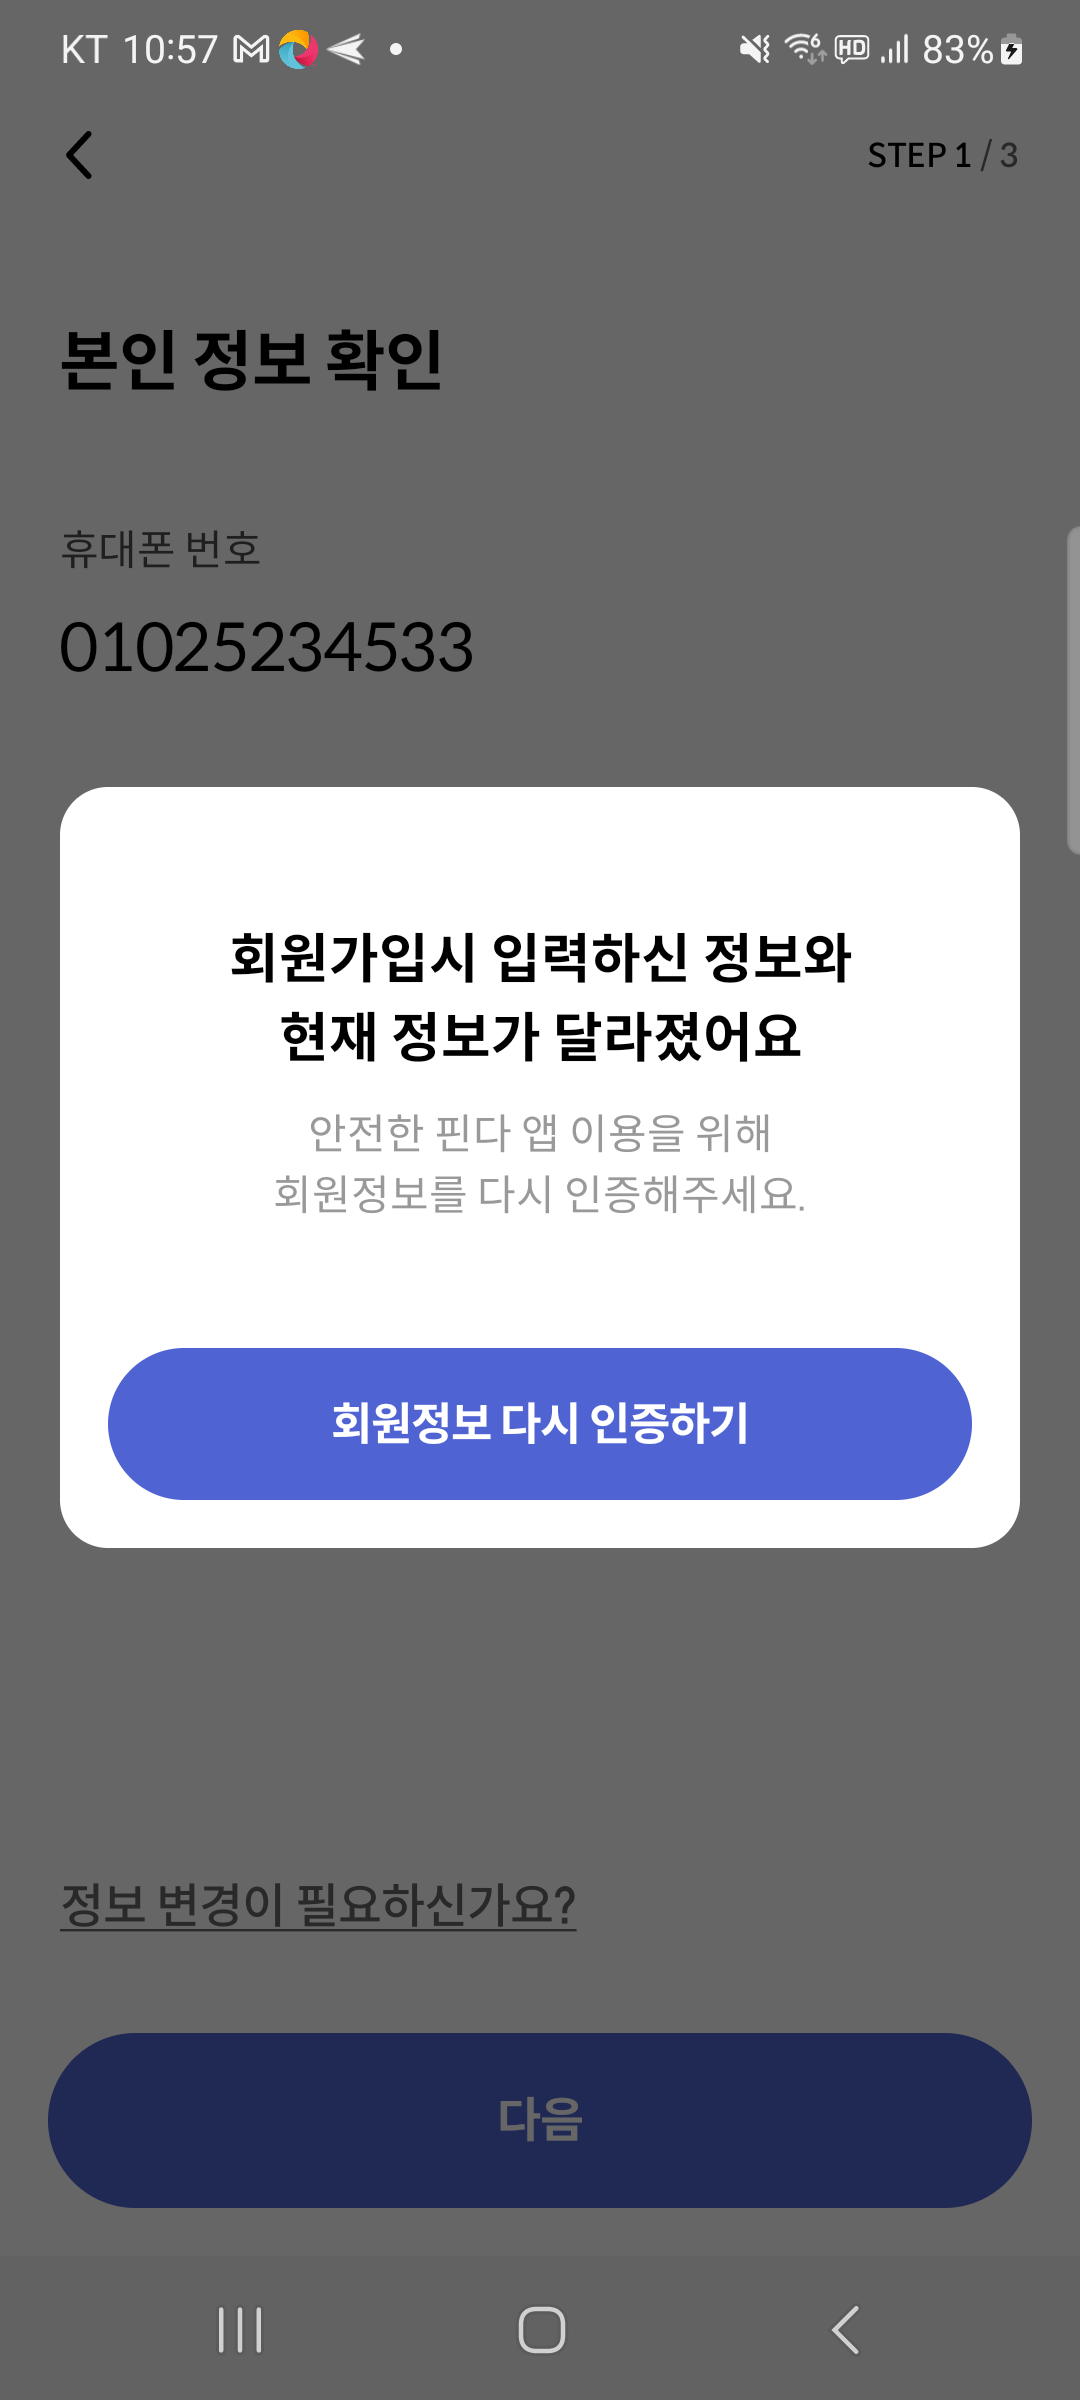 KT 10:57 83%
STEP 1 / 3
본인 정보 확인
휴대폰 번호
01025234533
회원가입시 입력하신 정보와
현재 정보가 달라졌어요
안전한 핀다 앱 이용을 위해
회원정보를 다시 인증해주세요.
회원정보 다시 인증하기
정보 변경이 필요하신가요?
다음